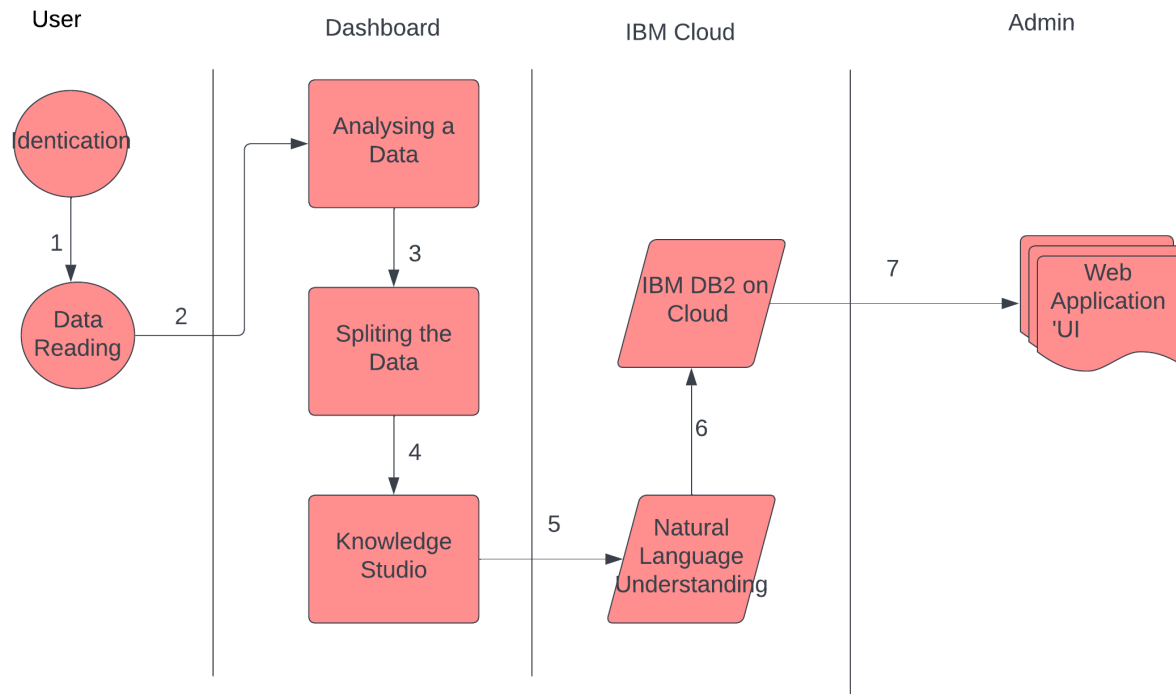 User
Dashboard
IBM Cloud
Admin
Identication
1
Data
Reading
2
Analysing a
Data
3
Spliting the
Data
4
Knowledge
Studio
5
Natural
Language
Understanding
6
IBM DB2 on
Cloud
7
Web
Application
'UI